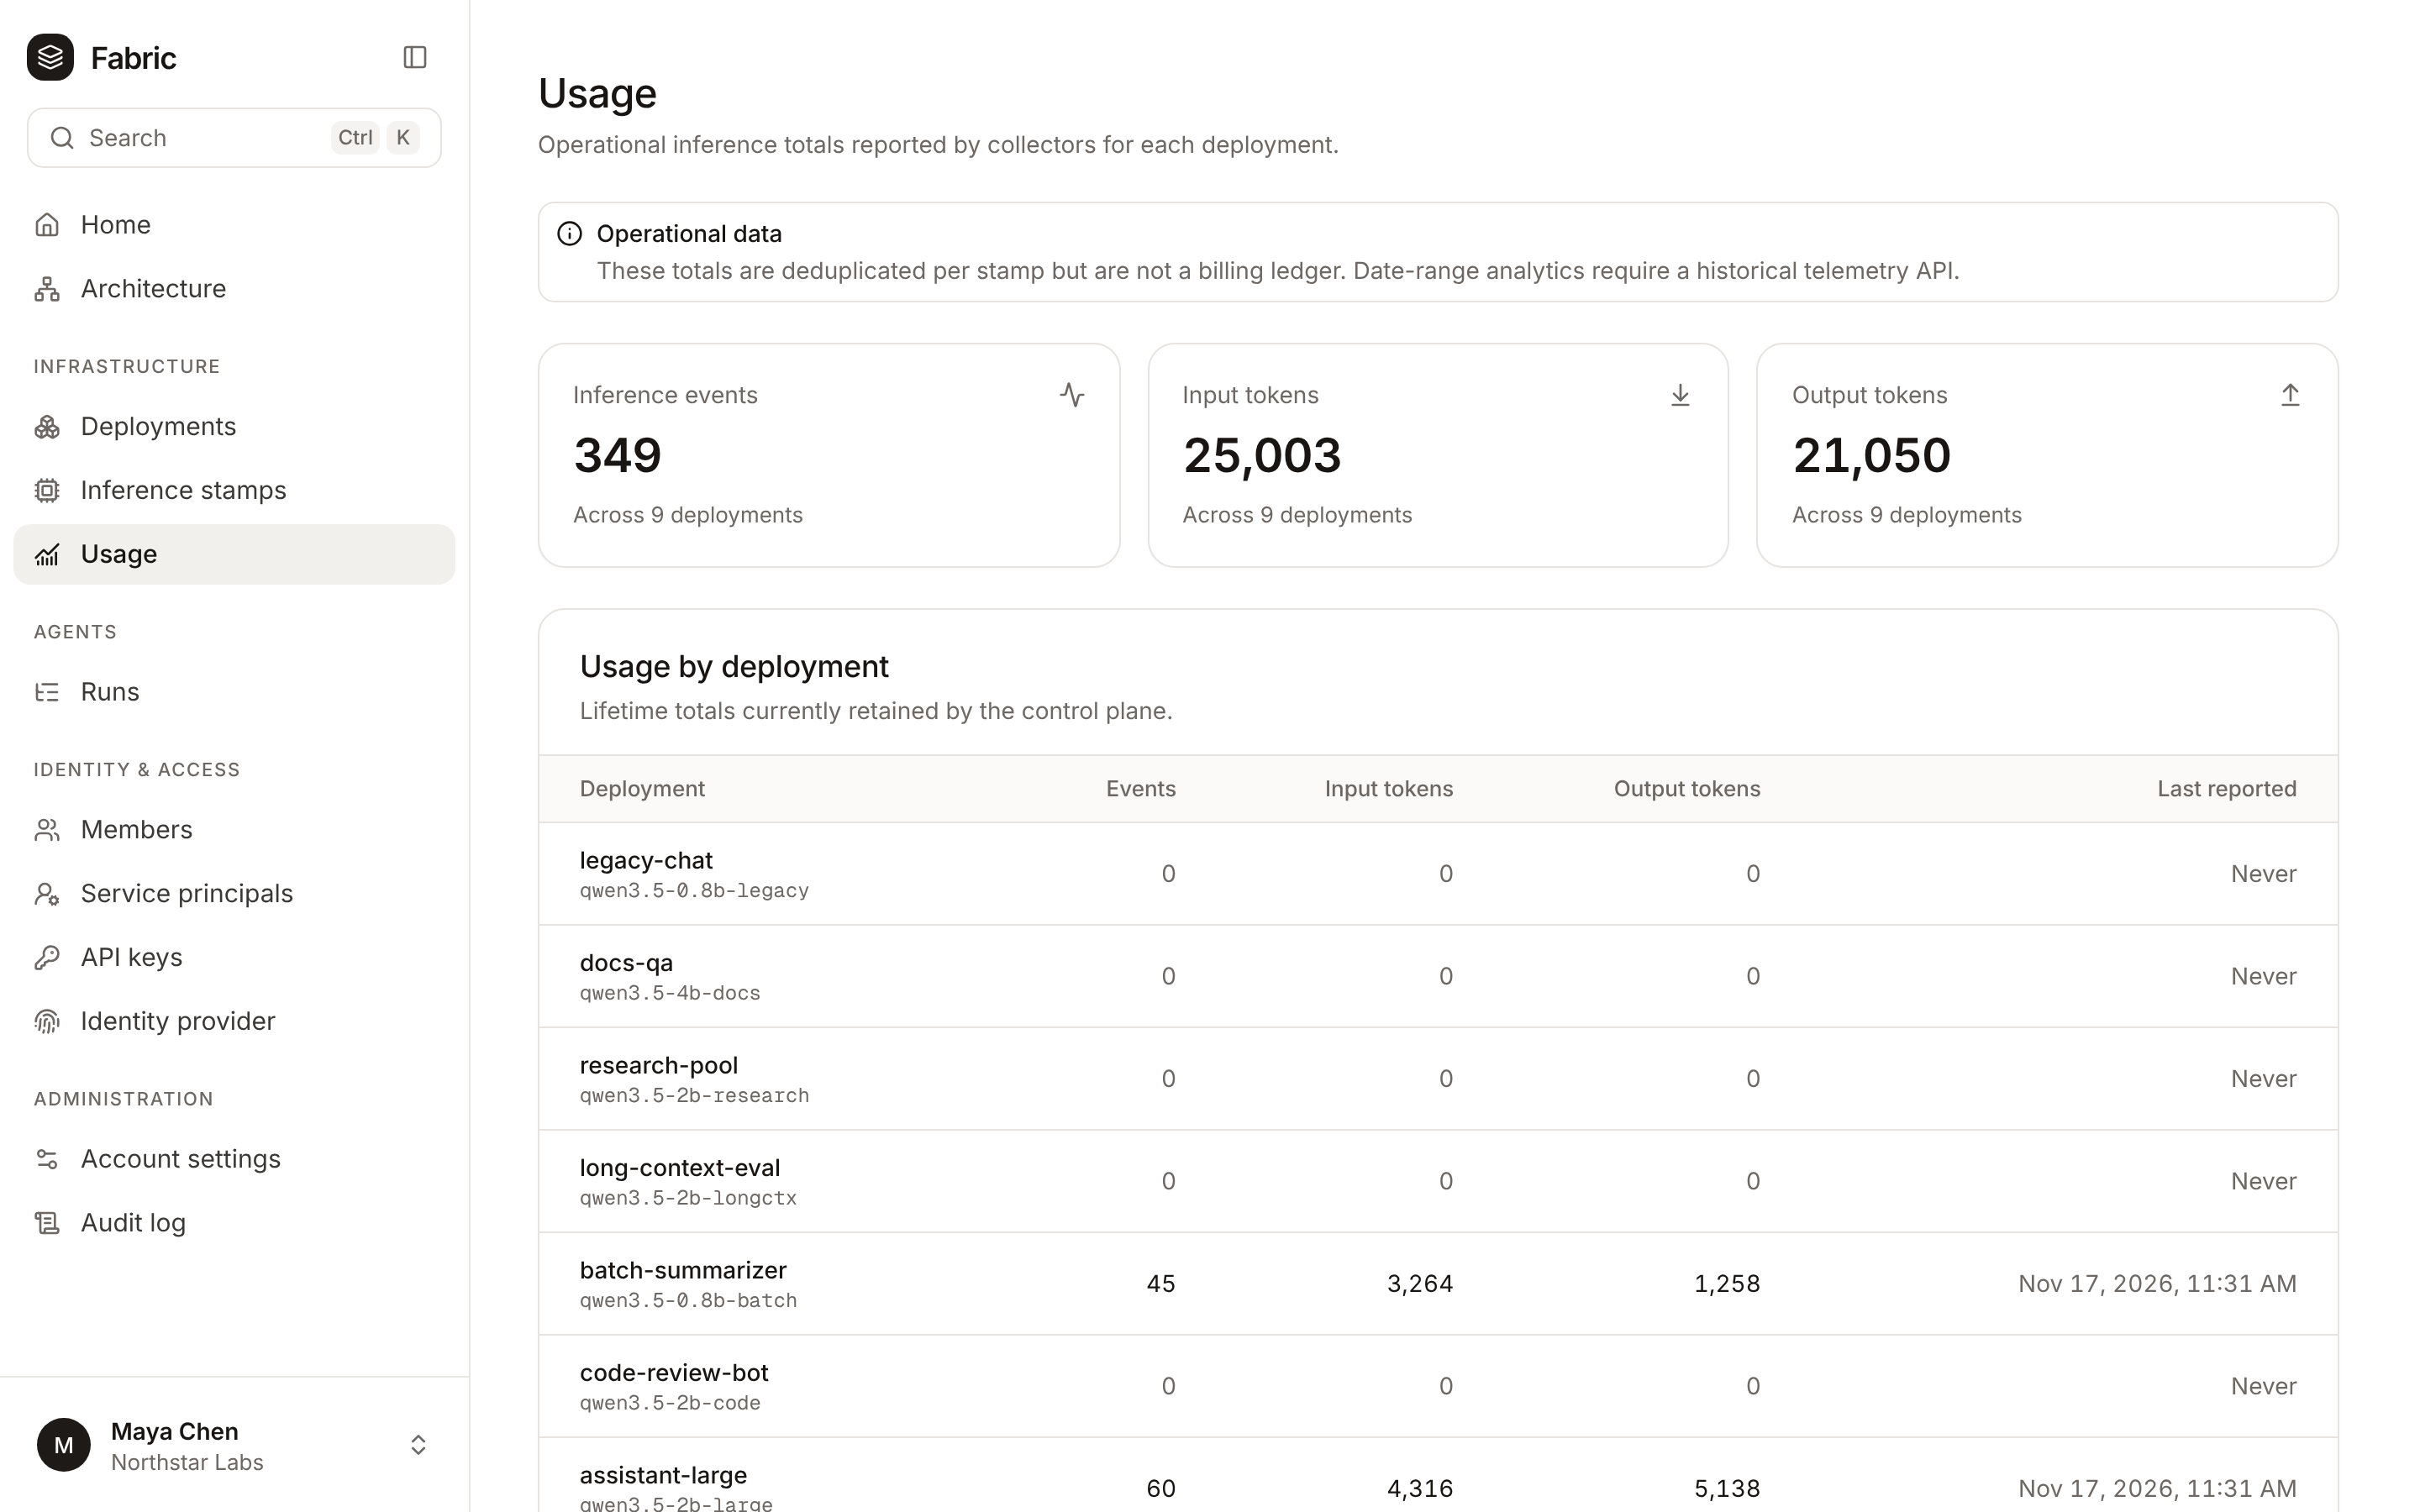 Fabric
Search Ctrl K
Home
Architecture
INFRASTRUCTURE
Deployments
Inference stamps
Usage
AGENTS
Runs
IDENTITY & ACCESS
Members
Service principals
API keys
Identity provider
ADMINISTRATION
Account settings
Audit log
M
Maya Chen
Northstar Labs
Usage
Operational inference totals reported by collectors for each deployment.
Operational data
These totals are deduplicated per stamp but are not a billing ledger. Date-range analytics require a historical telemetry API.
Inference events
349
Across 9 deployments
Input tokens
25,003
Across 9 deployments
Output tokens
21,050
Across 9 deployments
Usage by deployment
Lifetime totals currently retained by the control plane.
Deployment Events Input tokens Output tokens Last reported
legacy-chat
qwen3.5-0.8b-legacy
0 0 0 Never
docs-qa
qwen3.5-4b-docs
0 0 0 Never
research-pool
qwen3.5-2b-research
0 0 0 Never
long-context-eval
qwen3.5-2b-longctx
0 0 0 Never
batch-summarizer
qwen3.5-0.8b-batch
45 3,264 1,258 Nov 17, 2026, 11:31 AM
code-review-bot
qwen3.5-2b-code
0 0 0 Never
assistant-large
qwen3.5-2b-large
60 4,316 5,138 Nov 17, 2026, 11:31 AM